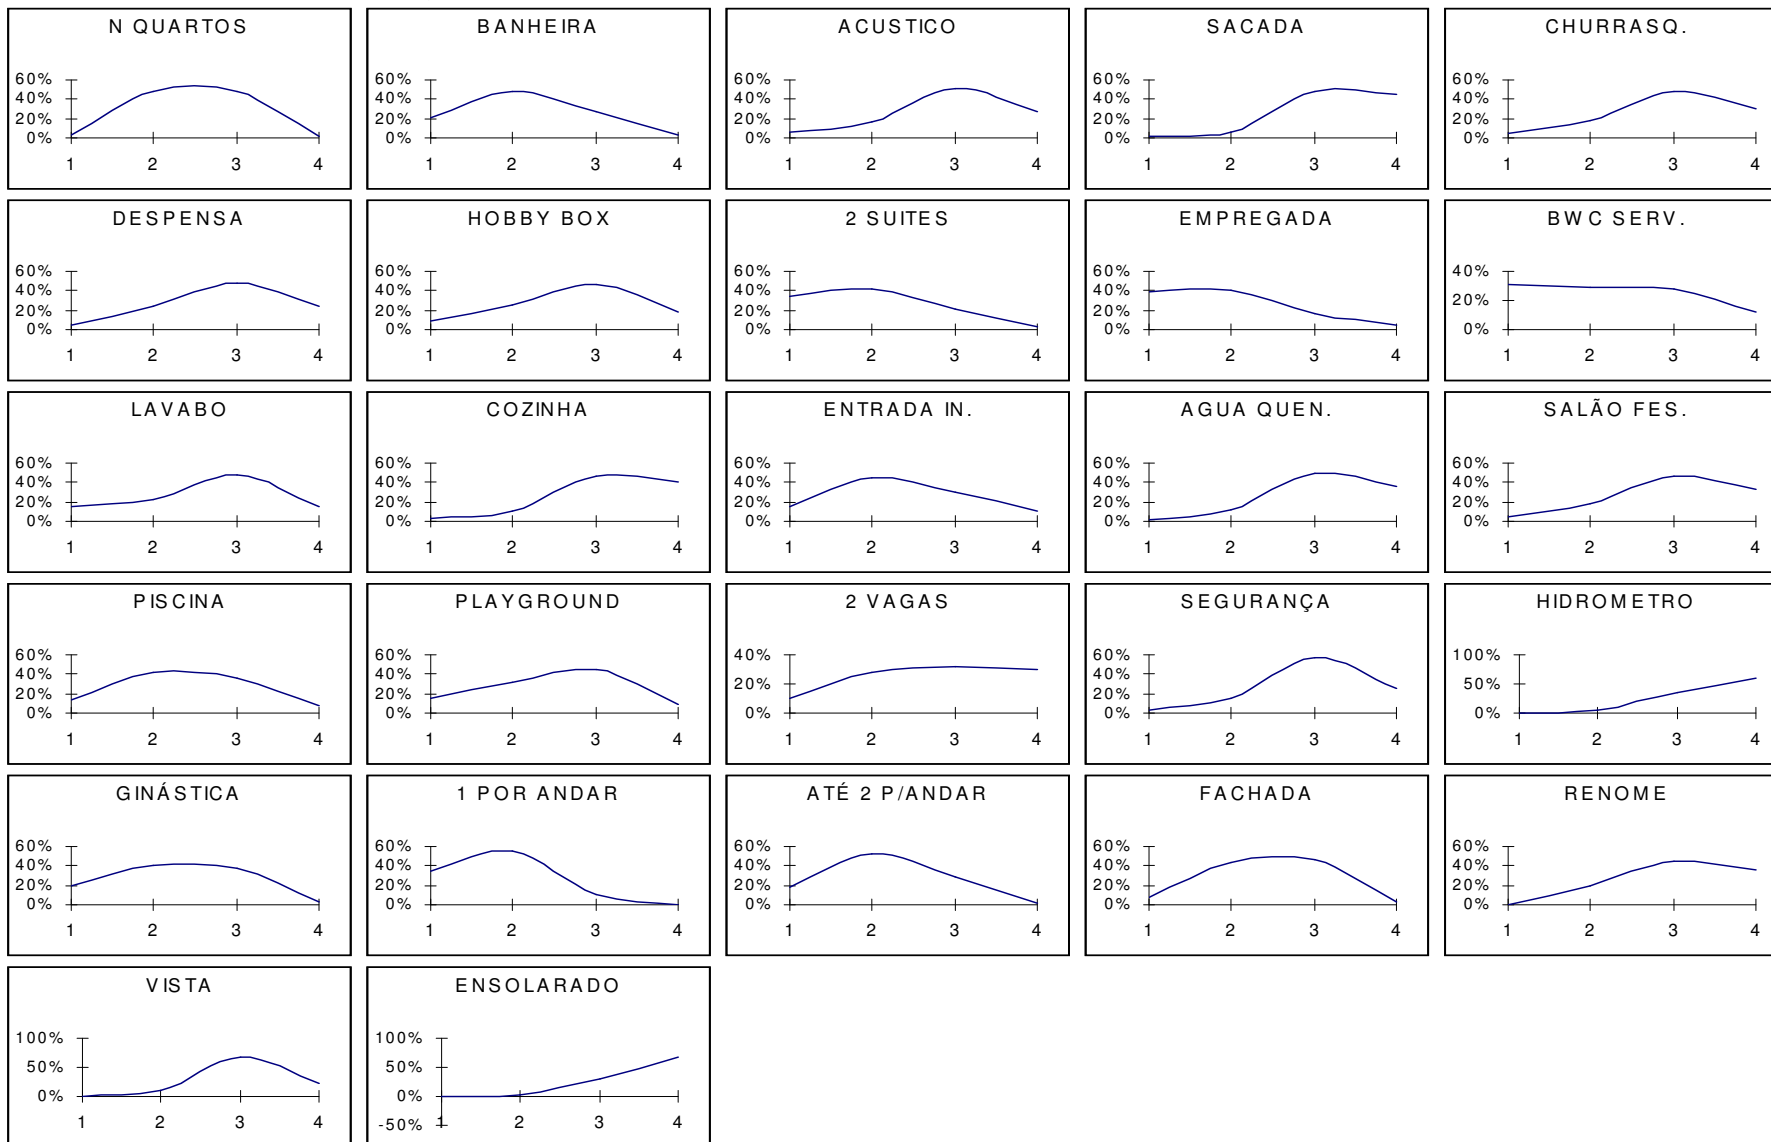 N QUARTOS
60%
40%
20%
0%
1 2 3 4
BANHEIRA
60%
40%
20%
0%
1 2 3 4
ACUSTICO
60%
40%
20%
0%
1 2 3 4
SACADA
60%
40%
20%
0%
1 2 3 4
CHURRASQ.
60%
40%
20%
0%
1 2 3 4
DESPENSA
60%
40%
20%
0%
1 2 3 4
HOBBY BOX
60%
40%
20%
0%
1 2 3 4
2 SUITES
60%
40%
20%
0%
1 2 3 4
EMPREGADA
60%
40%
20%
0%
1 2 3 4
BWC SERV.
40%
20%
0%
1 2 3 4
LAVABO
60%
40%
20%
0%
1 2 3 4
COZINHA
60%
40%
20%
0%
1 2 3 4
ENTRADA IN.
60%
40%
20%
0%
1 2 3 4
AGUA QUEN.
60%
40%
20%
0%
1 2 3 4
SALÃO FES.
60%
40%
20%
0%
1 2 3 4
PISCINA
60%
40%
20%
0%
1 2 3 4
PLAYGROUND
60%
40%
20%
0%
1 2 3 4
2 VAGAS
40%
20%
0%
1 2 3 4
SEGURANÇA
60%
40%
20%
0%
1 2 3 4
HIDROMETRO
100%
50%
0%
1 2 3 4
GINÁSTICA
60%
40%
20%
0%
1 2 3 4
1 POR ANDAR
60%
40%
20%
0%
1 2 3 4
ATÉ 2 P/ANDAR
60%
40%
20%
0%
1 2 3 4
FACHADA
60%
40%
20%
0%
1 2 3 4
RENOME
60%
40%
20%
0%
1 2 3 4
VISTA
100%
50%
0%
1 2 3 4
ENSOLARADO
100%
50%
0%
-50%
1 2 3 4